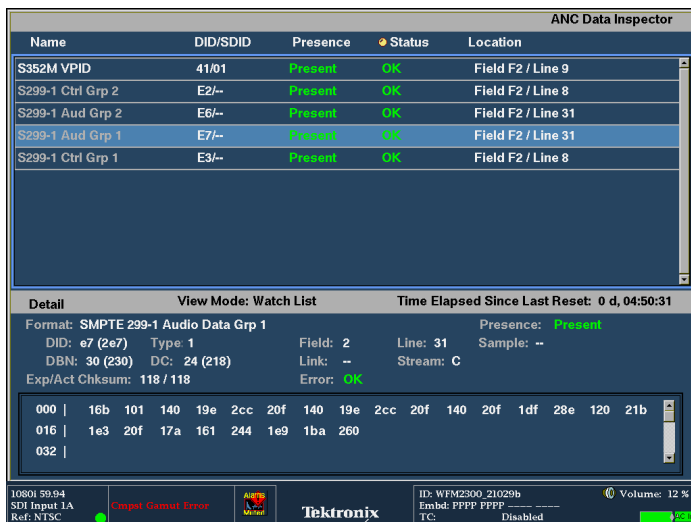 ANC Data Inspector
Name DID/SDID Presence Status Location
S352M VPID 41/01 Present OK Field F2 / Line 9
S299-1 Ctrl Grp 2 E2/-- Present OK Field F2 / Line 8
S299-1 Aud Grp 2 E6/-- Present OK Field F2 / Line 31
S299-1 Aud Grp 1 E7/-- Present OK Field F2 / Line 31
S299-1 Ctrl Grp 1 E3/-- Present OK Field F2 / Line 8
Detail View Mode: Watch List Time Elapsed Since Last Reset: 0 d, 04:50:31
Format: SMPTE 299-1 Audio Data Grp 1 Presence: Present
DID: e7 (2e7) Type: 1 Field: 2 Line: 31 Sample: --
DBN: 30 (230) DC: 24 (218) Link: -- Stream: C
Exp/Act Chksum: 118 / 118 Error: OK
000 | 16b 101 140 19e 2cc 20f 140 19e 2cc 20f 140 20f 1df 28e 120 21b
016 | 1e3 20f 17a 161 244 1e9 1ba 260
032 |
1080i 59.94 Alarms ID: WFM2300_21029b Volume: 12 %
SDI Input 1A Cmpst Gamut Error Muted Tektronix Embd: PPPP PPPP ---- ----
Ref: NTSC TC: Disabled